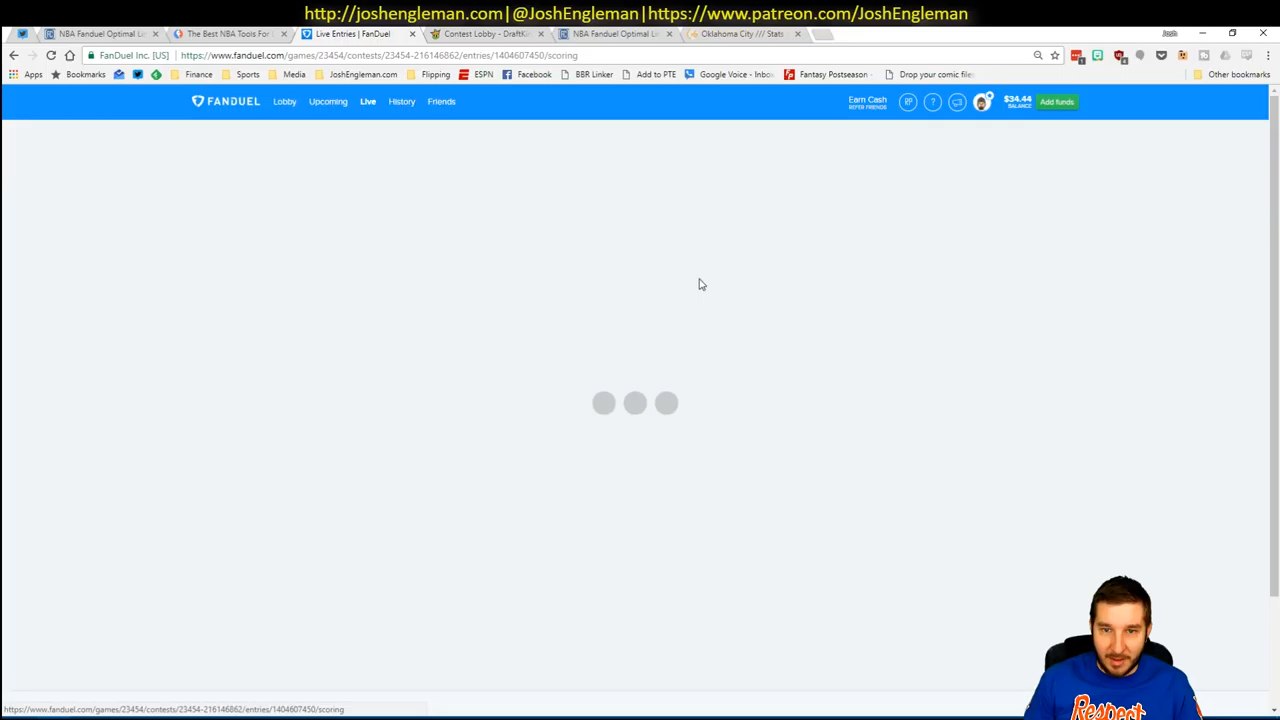 http://joshengleman.com|@JoshEngleman|https://www.patreon.com/JoshEngleman
NBA Fanduel Optimal Li
The Best NBA Tools For
Live Entries | FanDuel
Contest Lobby - DraftKi
NBA Fanduel Optimal Li
Oklahoma City /// Stats
Josh
FanDuel Inc. [US]
https://www.fanduel.com/games/23454/contests/23454-216146862/entries/1404607450/scoring
Apps
Bookmarks
Finance
Sports
Media
JoshEngleman.com
Flipping
ESPN
Facebook
BBR Linker
Add to PTE
Google Voice - Inbo
Fantasy Postseason
Drop your comic file
Other bookmarks
FANDUEL
Lobby
Upcoming
Live
History
Friends
Earn Cash
REFER FRIENDS
?
$34.44
BALANCE
Add funds
https://www.fanduel.com/games/23454/contests/23454-216146862/entries/1404607450/scoring
Respect